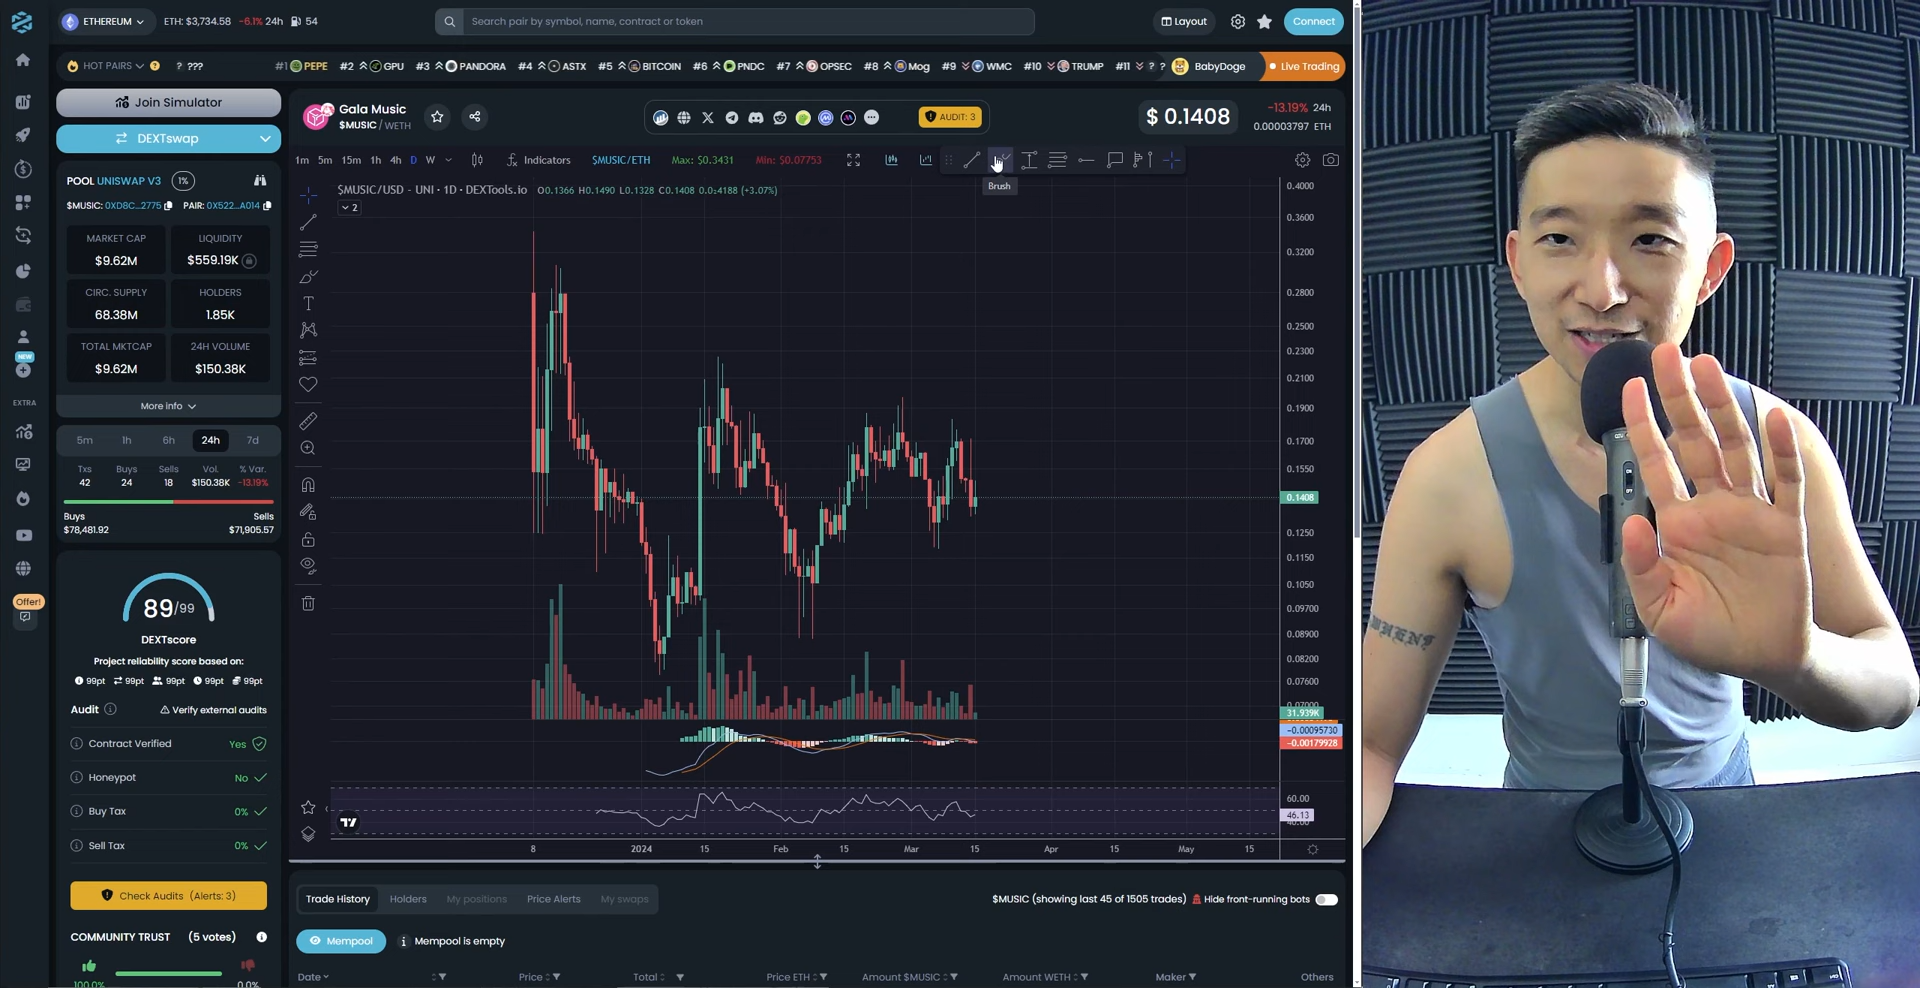 ETHEREUM
ETH: $3,734.58 -6.1% 24h 54
Search pair by symbol, name, contract or token
Layout
Connect
HOT PAIRS
? ???
#1 PEPE #2 GPU #3 PANDORA #4 ASTX #5 BITCOIN #6 PNDC #7 OPSEC #8 Mog #9 WMC #10 TRUMP #11 ? ?
BabyDoge
Live Trading
Join Simulator
DEXTswap
POOL UNISWAP V3 1%
$MUSIC: 0XD8C...2775 PAIR: 0X522...A014
MARKET CAP
$9.62M
LIQUIDITY
$559.19K
CIRC. SUPPLY
68.38M
HOLDERS
1.85K
TOTAL MKTCAP
$9.62M
24H VOLUME
$150.38K
More info
5m 1h 6h 24h 7d
Txs Buys Sells Vol. % Var.
42 24 18 $150.38K -13.19%
Buys Sells
$78,481.92 $71,905.57
89/99
DEXTscore
Project reliability score based on:
99pt 99pt 99pt 99pt 99pt
Audit
Verify external audits
Contract Verified Yes
Honeypot No
Buy Tax 0%
Sell Tax 0%
Check Audits (Alerts: 3)
COMMUNITY TRUST (5 votes)
100.0% 0.0%
NEW
EXTRA
Offer!
Gala Music
$MUSIC / WETH
AUDIT: 3
$ 0.1408
-13.19% 24h
0.00003797 ETH
1m 5m 15m 1h 4h D W
Indicators
$MUSIC/ETH
Max: $0.3431
Min: $0.07753
Brush
$MUSIC/USD - UNI · 1D · DEXTools.io O0.1366 H0.1490 L0.1328 C0.1408 0.0₂4188 (+3.07%)
2
0.4000
0.3600
0.3200
0.2800
0.2500
0.2300
0.2100
0.1900
0.1700
0.1550
0.1408
0.1250
0.1150
0.1050
0.09700
0.08900
0.08200
0.07600
0.07000
31.939K
-0.00095730
-0.00179928
60.00
46.13
40.00
8 2024 15 Feb 15 Mar 15 Apr 15 May 15
Trade History
Holders
My positions
Price Alerts
My swaps
$MUSIC (showing last 45 of 1505 trades)
Hide front-running bots
Mempool
Mempool is empty
Date Price Total Price ETH Amount $MUSIC Amount WETH Maker Others